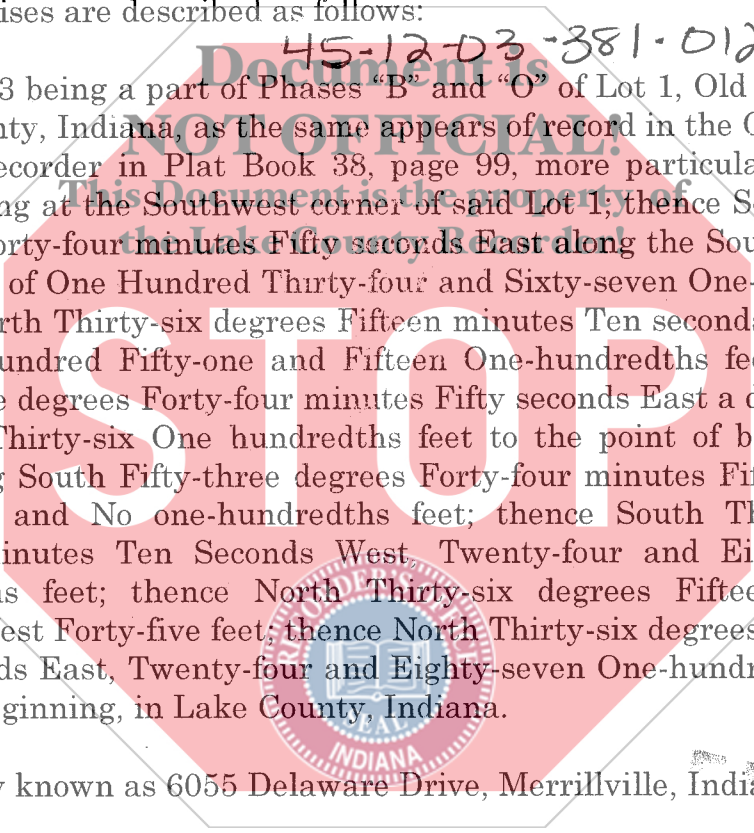 ises are described as follows:
45-12-03-381-012
3 being a part of Phases “B” and “O” of Lot 1, Old
nty, Indiana, as the same appears of record in the O
ecorder in Plat Book 38, page 99, more particula
ng at the Southwest corner of said Lot 1; thence S
orty-four minutes Fifty seconds East along the Sou
of One Hundred Thirty-four and Sixty-seven One-
rth Thirty-six degrees Fifteen minutes Ten seconds
undred Fifty-one and Fifteen One-hundredths fee
e degrees Forty-four minutes Fifty seconds East a d
Thirty-six One hundredths feet to the point of b
g South Fifty-three degrees Forty-four minutes Fif
and No one-hundredths feet; thence South Th
inutes Ten Seconds West, Twenty-four and Ei
ns feet; thence North Thirty-six degrees Fiftee
est Forty-five feet; thence North Thirty-six degrees
ds East, Twenty-four and Eighty-seven One-hundr
ginning, in Lake County, Indiana.
y known as 6055 Delaware Drive, Merrillville, India
Document is
NOT OFFICIAL!
This Document is the property of
the Lake County Recorder!
STOP
RECORDER'S OFFICE
SEAL
INDIANA